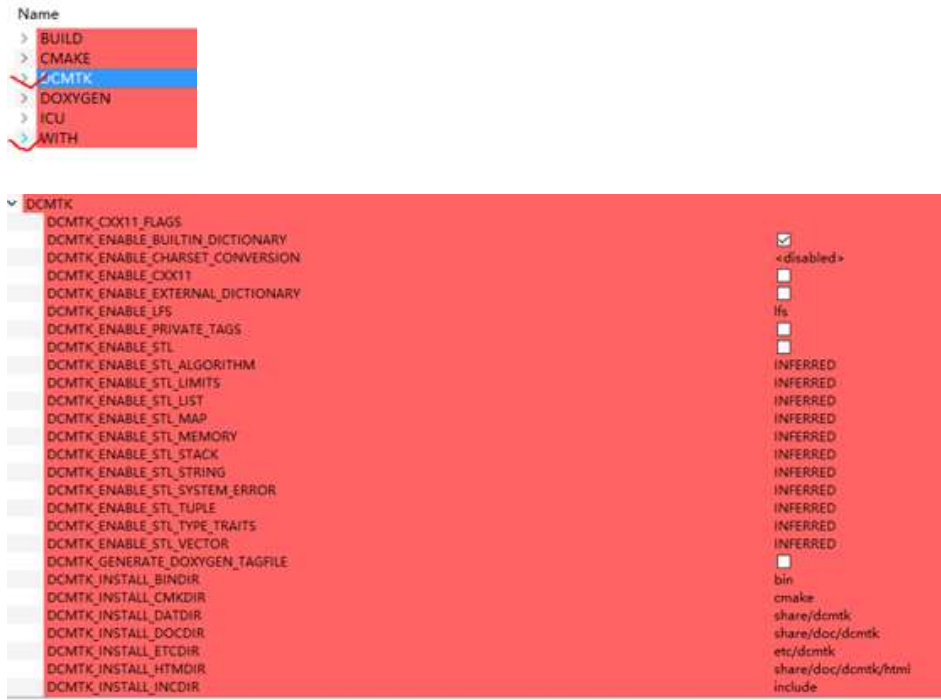 Name
BUILD
CMAKE
DCMTK
DOXYGEN
ICU
WITH
DCMTK
DCMTK_CXX11_FLAGS
DCMTK_ENABLE_BUILTIN_DICTIONARY
DCMTK_ENABLE_CHARSET_CONVERSION <disabled>
DCMTK_ENABLE_CXX11
DCMTK_ENABLE_EXTERNAL_DICTIONARY
DCMTK_ENABLE_LFS lfs
DCMTK_ENABLE_PRIVATE_TAGS
DCMTK_ENABLE_STL
DCMTK_ENABLE_STL_ALGORITHM INFERRED
DCMTK_ENABLE_STL_LIMITS INFERRED
DCMTK_ENABLE_STL_LIST INFERRED
DCMTK_ENABLE_STL_MAP INFERRED
DCMTK_ENABLE_STL_MEMORY INFERRED
DCMTK_ENABLE_STL_STACK INFERRED
DCMTK_ENABLE_STL_STRING INFERRED
DCMTK_ENABLE_STL_SYSTEM_ERROR INFERRED
DCMTK_ENABLE_STL_TUPLE INFERRED
DCMTK_ENABLE_STL_TYPE_TRAITS INFERRED
DCMTK_ENABLE_STL_VECTOR INFERRED
DCMTK_GENERATE_DOXYGEN_TAGFILE
DCMTK_INSTALL_BINDIR bin
DCMTK_INSTALL_CMKDIR cmake
DCMTK_INSTALL_DATDIR share/dcmtk
DCMTK_INSTALL_DOCDIR share/doc/dcmtk
DCMTK_INSTALL_ETCDIR etc/dcmtk
DCMTK_INSTALL_HTMDIR share/doc/dcmtk/html
DCMTK_INSTALL_INCDIR include